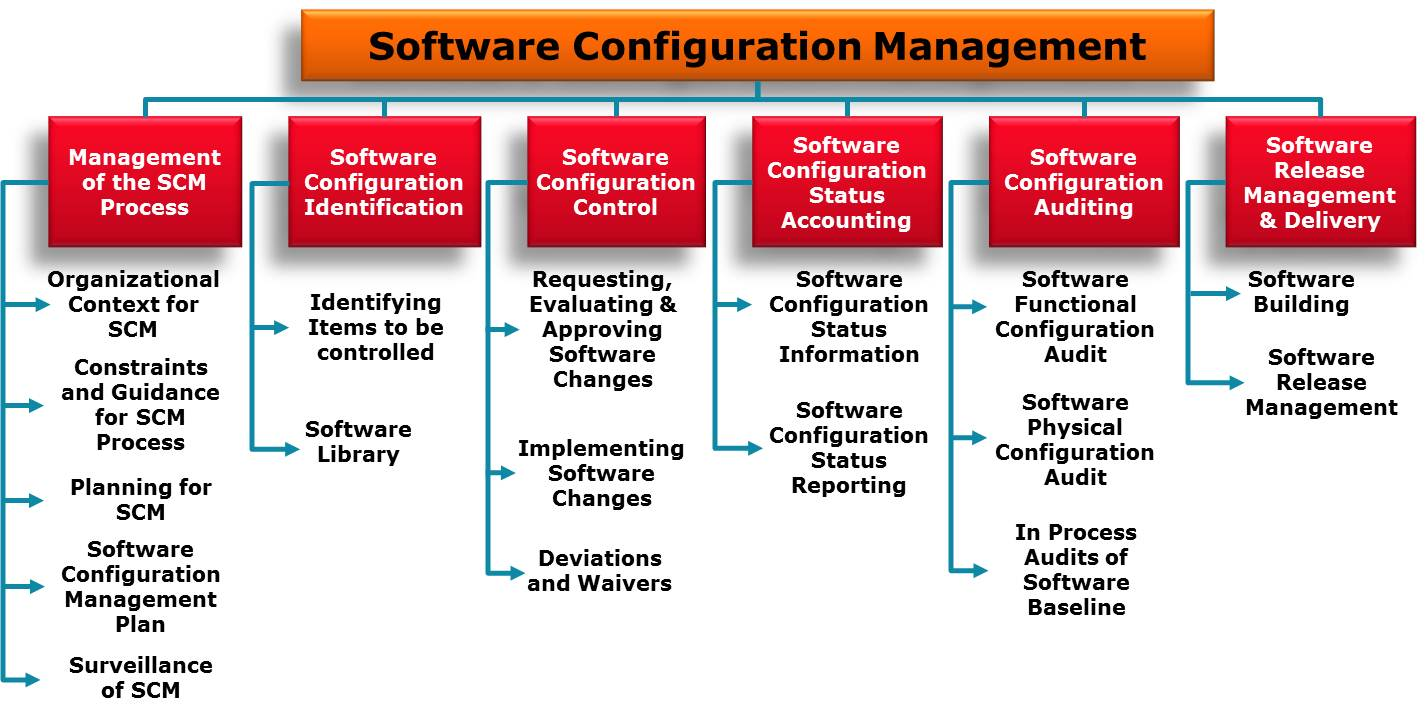 Software Configuration Management
Management
of the SCM
Process
Organizational
Context for
SCM
Constraints
and Guidance
for SCM
Process
Planning for
SCM
Software
Configuration
Management
Plan
Surveillance
of SCM
Software
Configuration
Identification
Identifying
Items to be
controlled
Software
Library
Software
Configuration
Control
Requesting,
Evaluating &
Approving
Software
Changes
Implementing
Software
Changes
Deviations
and Waivers
Software
Configuration
Status
Accounting
Software
Configuration
Status
Information
Software
Configuration
Status
Reporting
Software
Configuration
Auditing
Software
Functional
Configuration
Audit
Software
Physical
Configuration
Audit
In Process
Audits of
Software
Baseline
Software
Release
Management
& Delivery
Software
Building
Software
Release
Management